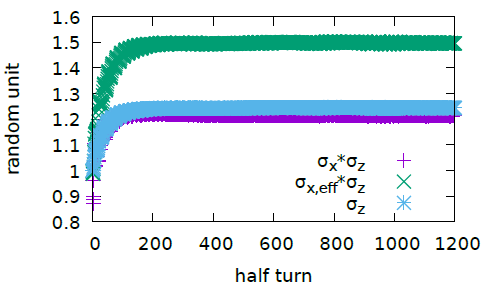 1.6
1.5
1.4
1.3
1.2
1.1
1
0.9
0.8
random unit
σx*σz
σx,eff*σz
σz
0 200 400 600 800 1000 1200
half turn